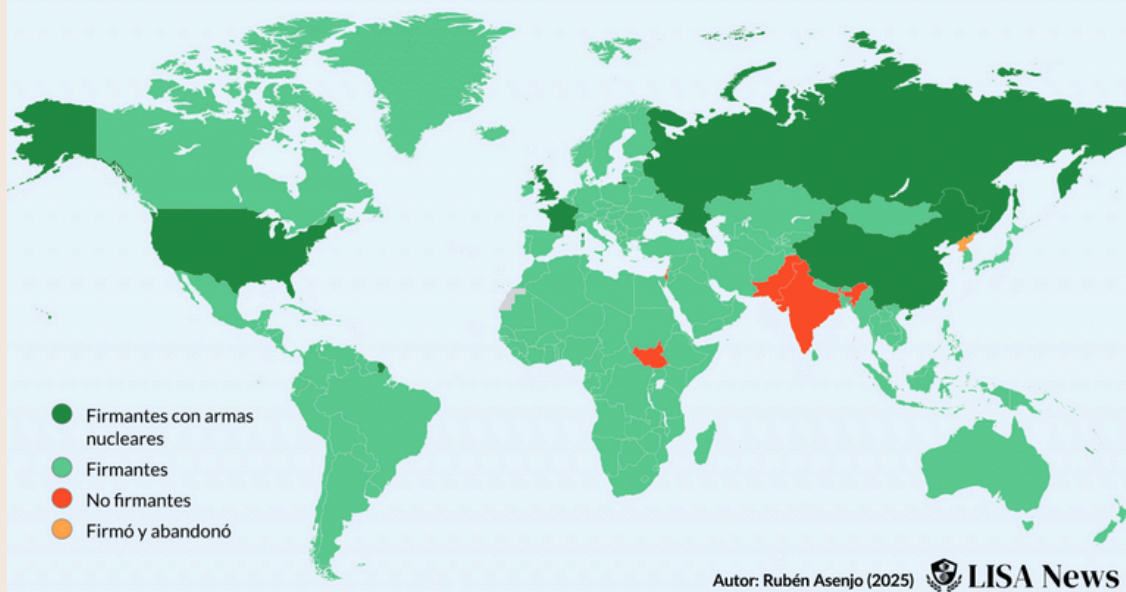 Firmantes con armas
nucleares
Firmantes
No firmantes
Firmó y abandonó
Autor: Rubén Asenjo (2025) LISA News